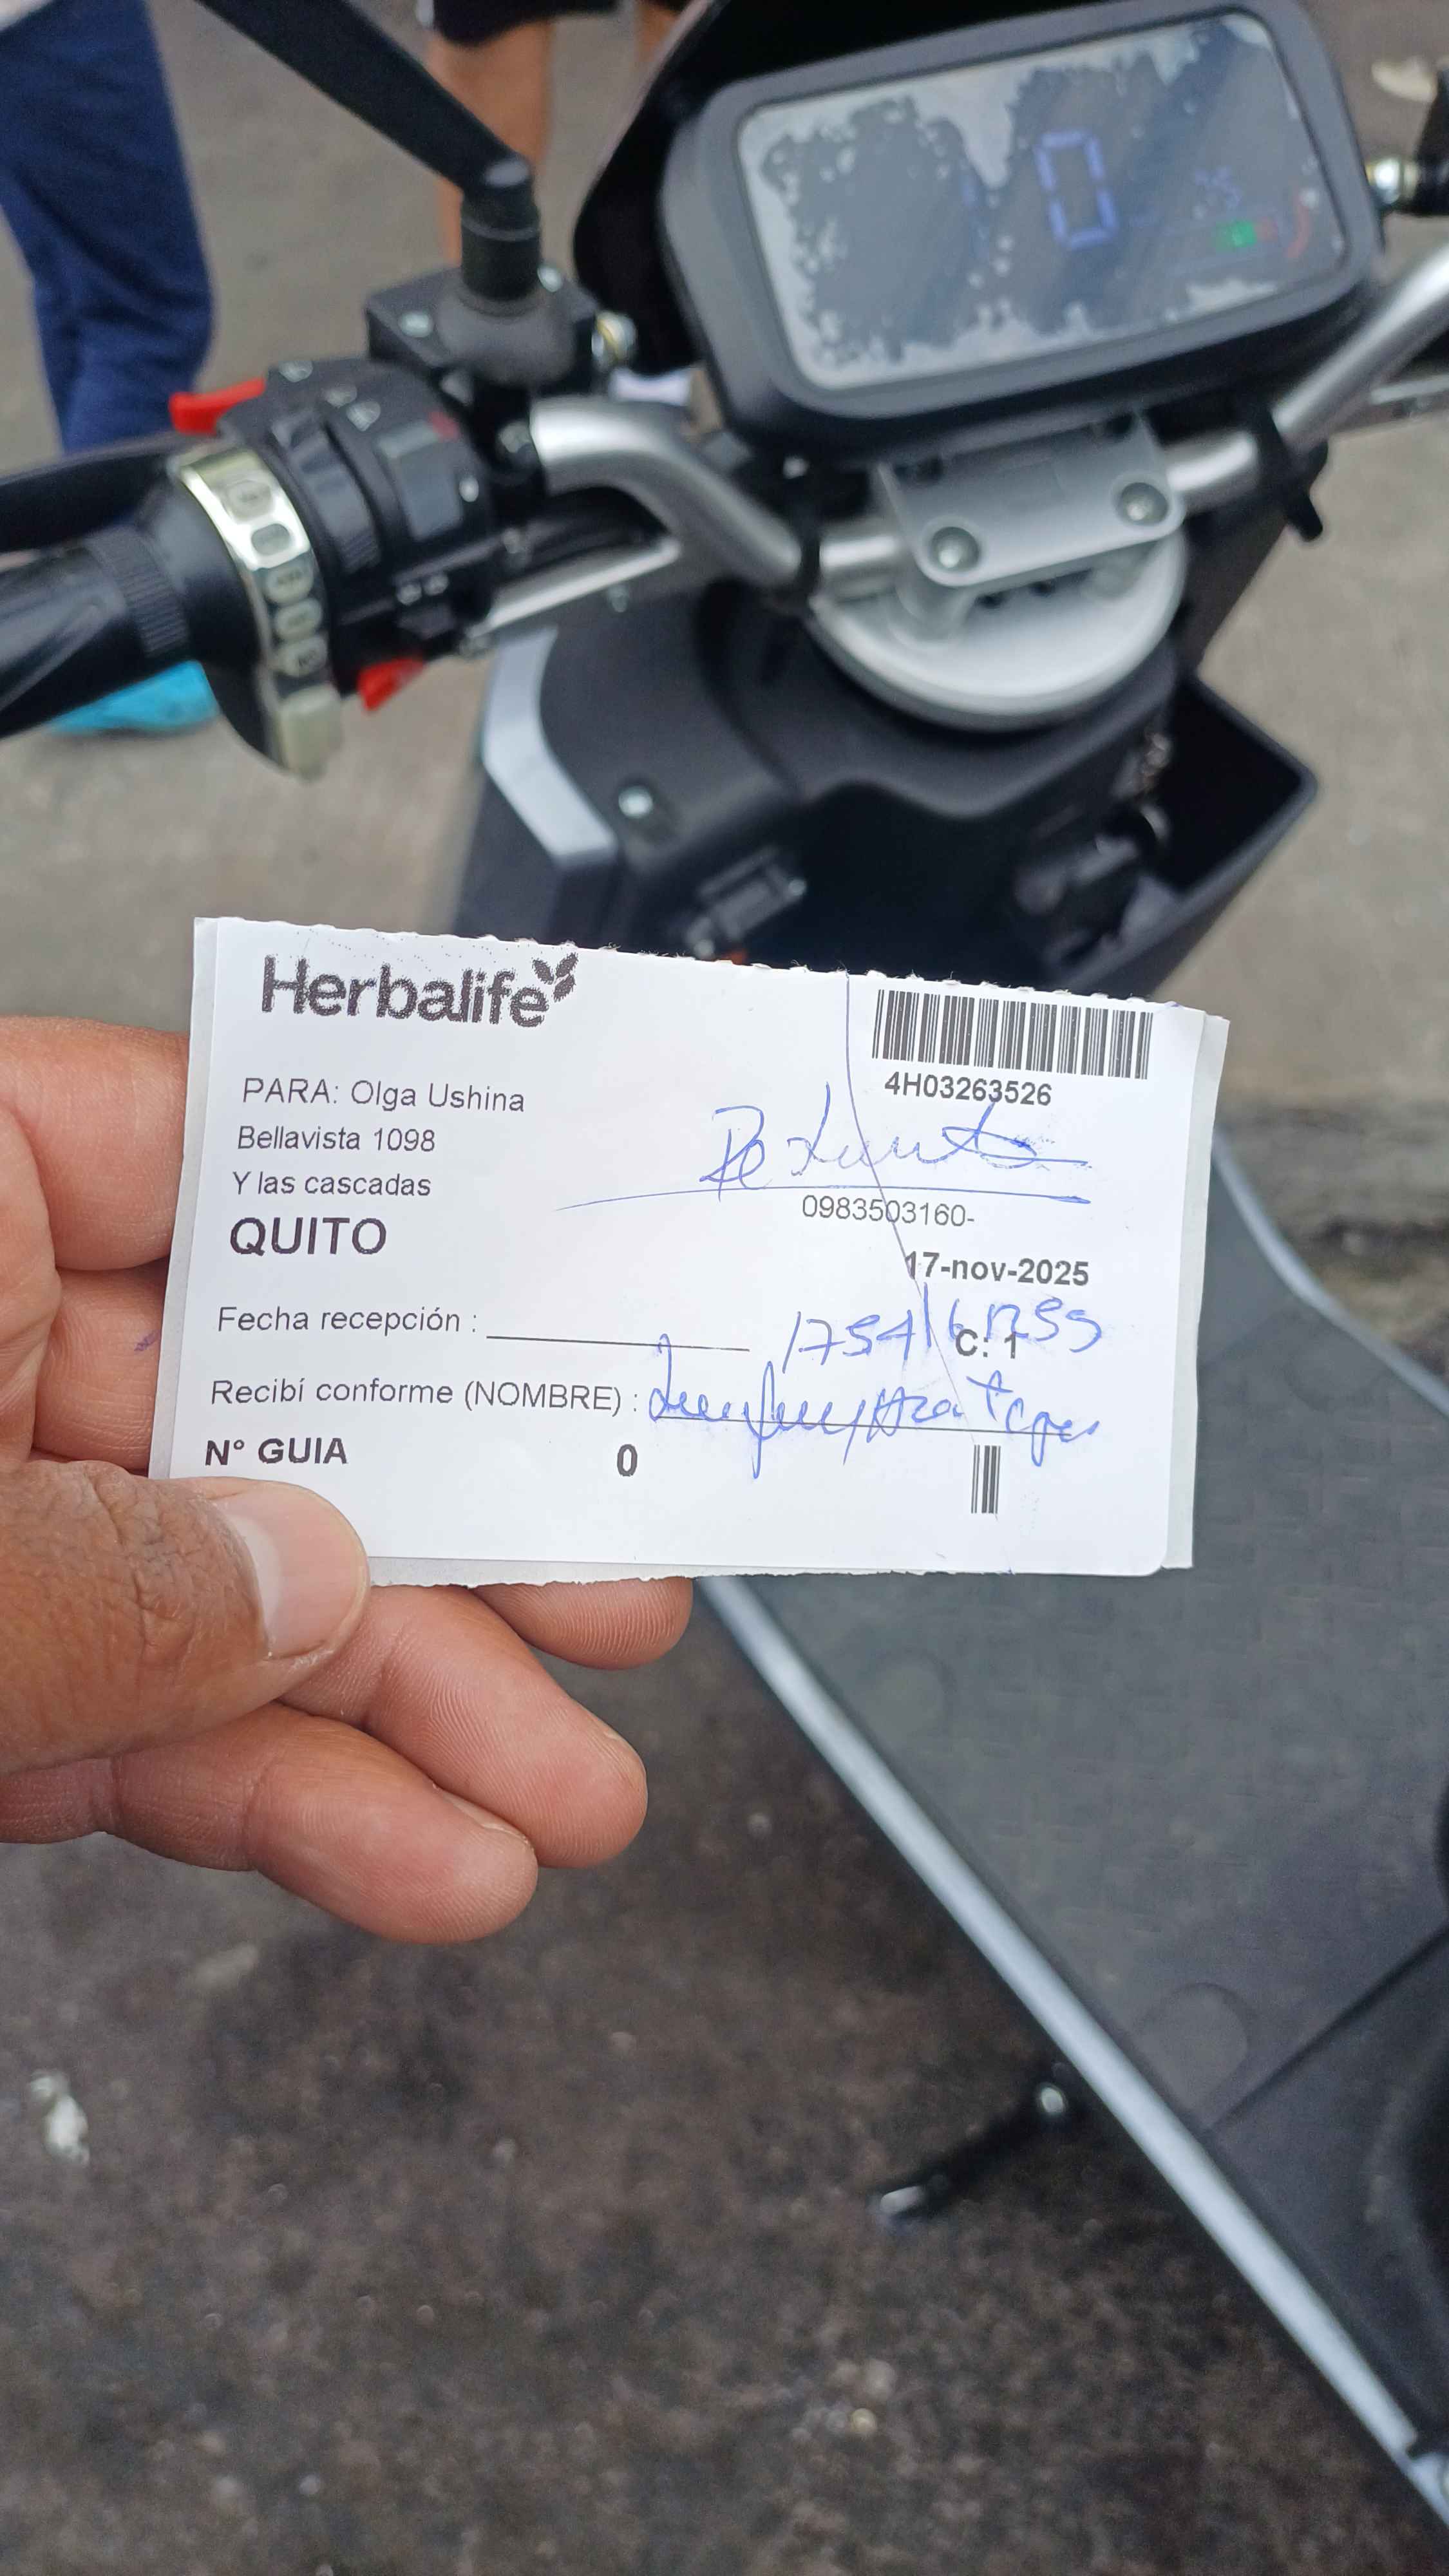 0
Herbalife
4H03263526
PARA: Olga Ushina
Bellavista 1098
Y las cascadas
0983503160-
QUITO
17-nov-2025
Fecha recepción :
C: 1
Recibí conforme (NOMBRE) :
N° GUIA 0